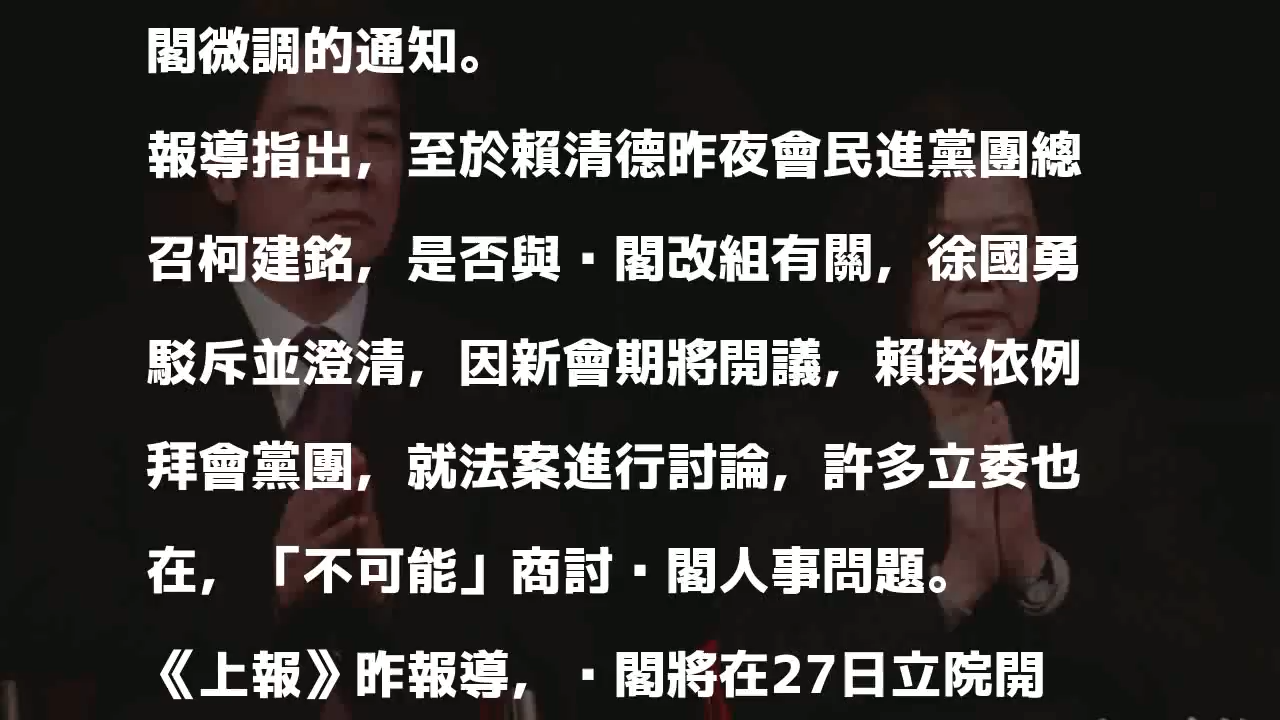 閣微調的通知。
報導指出，至於賴清德昨夜會民進黨團總
召柯建銘，是否與·閣改組有關，徐國勇
駁斥並澄清，因新會期將開議，賴揆依例
拜會黨團，就法案進行討論，許多立委也
在，「不可能」商討·閣人事問題。
《上報》昨報導，·閣將在27日立院開